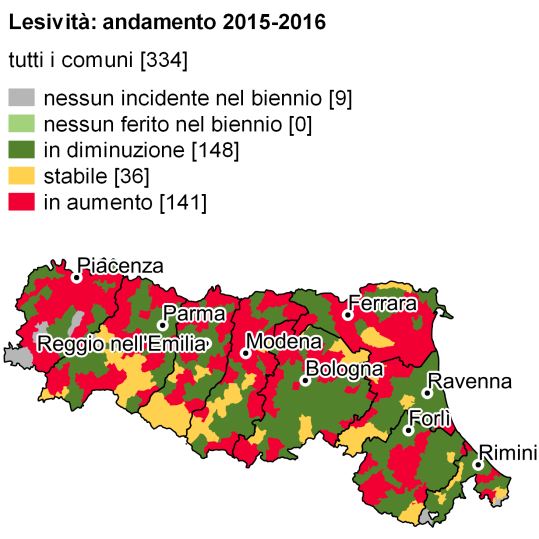 Lesività: andamento 2015-2016
tutti i comuni [334]
nessun incidente nel biennio [9]
nessun ferito nel biennio [0]
in diminuzione [148]
stabile [36]
in aumento [141]
Piacenza
Ferrara
Parma
Reggio nell'Emilia
Modena
Bologna
Ravenna
Forlì
Rimini